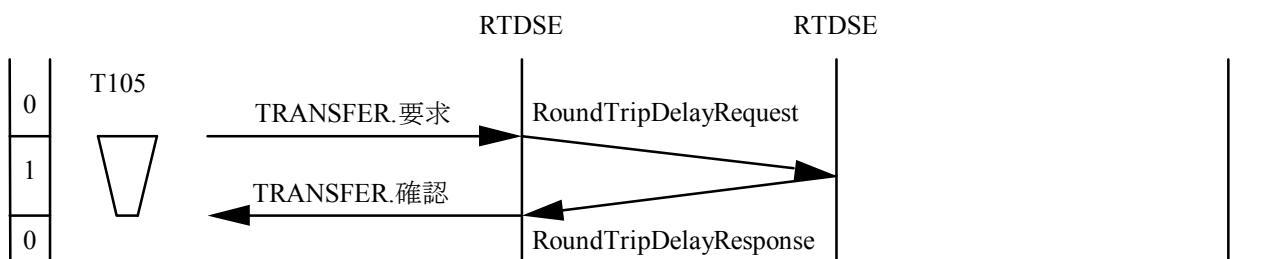 RTDSE RTDSE
T105
0
TRANSFER.要求 RoundTripDelayRequest
1
TRANSFER.確認
0 RoundTripDelayResponse